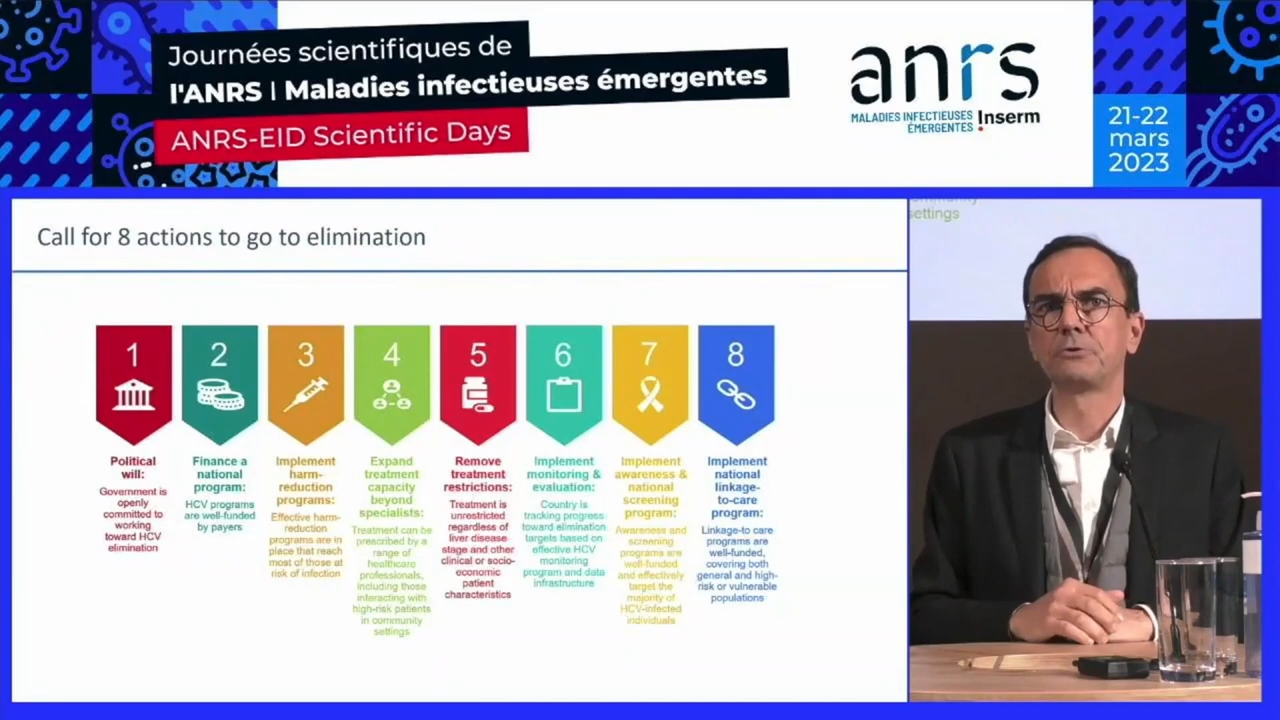 Journées scientifiques de
l'ANRS | Maladies infectieuses émergentes
ANRS-EID Scientific Days
anrs
MALADIES INFECTIEUSES
ÉMERGENTES
Inserm
21-22
mars
2023
Call for 8 actions to go to elimination
1
Political
will:
Government is
openly
committed to
working
toward HCV
elimination
2
Finance a
national
program:
HCV programs
are well-funded
by payers
3
Implement
harm-
reduction
programs:
Effective harm-
reduction
programs are in
place that reach
most of those at
risk of infection
4
Expand
treatment
capacity
beyond
specialists:
Treatment can be
prescribed by a
range of
healthcare
professionals,
including those
interacting with
high-risk patients
in community
settings
5
Remove
treatment
restrictions:
Treatment is
unrestricted
regardless of
liver disease
stage and other
clinical or socio-
economic
patient
characteristics
6
Implement
monitoring &
evaluation:
Country is
tracking progress
toward elimination
targets based on
effective HCV
monitoring
program and data
infrastructure
7
Implement
awareness &
national
screening
program:
Awareness and
screening
programs are
well-funded
and effectively
target the
majority of
HCV-infected
individuals
8
Implement
national
linkage-
to-care
program:
Linkage-to care
programs are
well-funded,
covering both
general and high-
risk or vulnerable
populations
settings